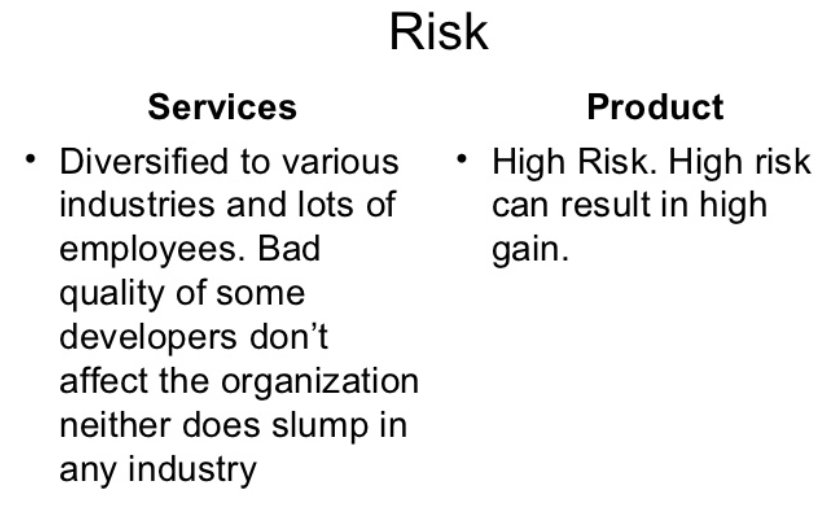 Risk
Services
• Diversified to various
industries and lots of
employees. Bad
quality of some
developers don’t
affect the organization
neither does slump in
any industry
Product
• High Risk. High risk
can result in high
gain.